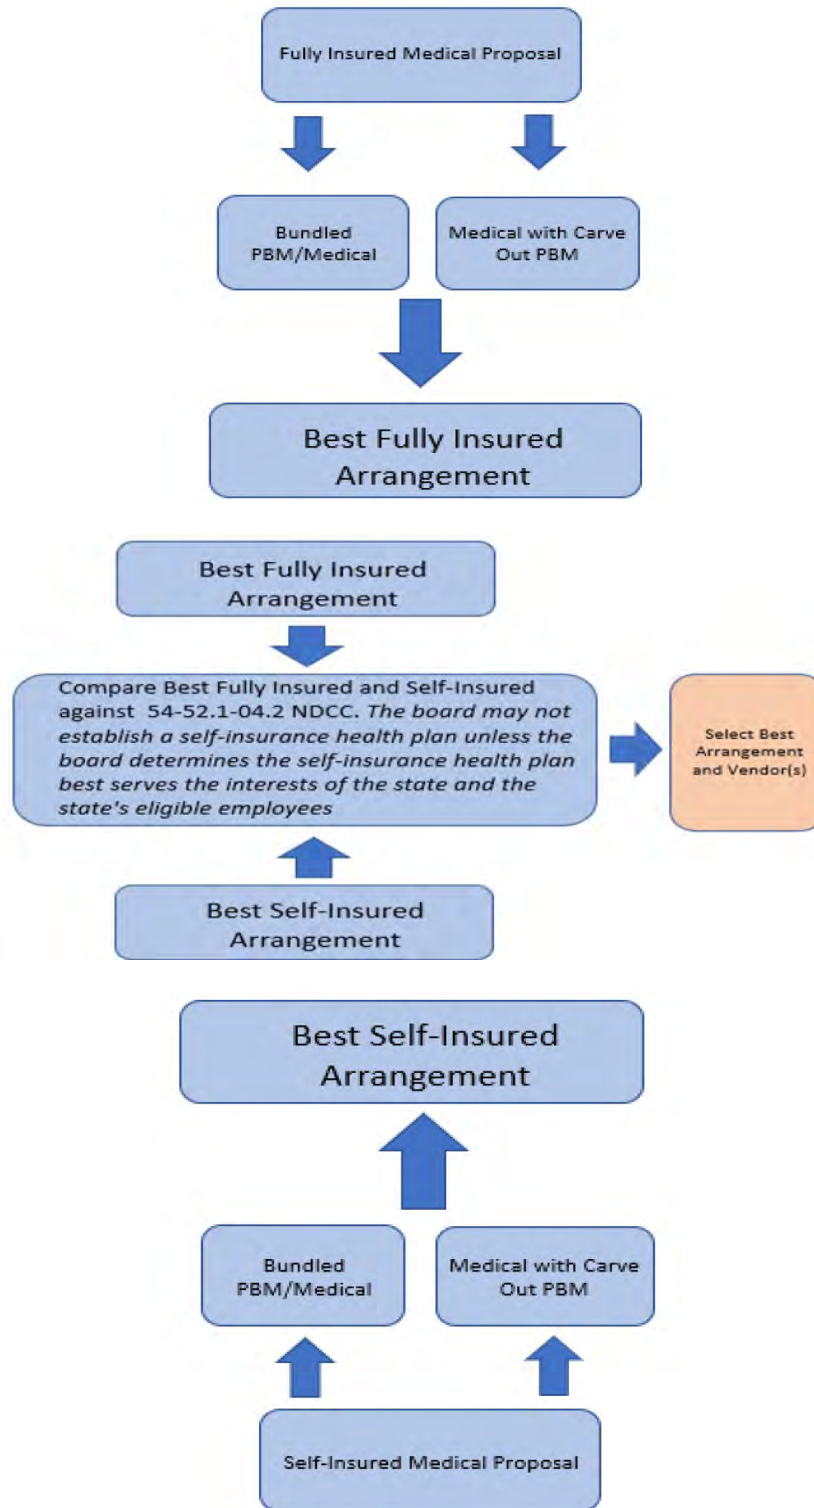 Fully Insured Medical Proposal
Bundled
PBM/Medical
Medical with Carve
Out PBM
Best Fully Insured
Arrangement
Best Fully Insured
Arrangement
Compare Best Fully Insured and Self-Insured
against 54-52.1-04.2 NDCC. The board may not
establish a self-insurance health plan unless the
board determines the self-insurance health plan
best serves the interests of the state and the
state's eligible employees
Select Best
Arrangement
and Vendor(s)
Best Self-Insured
Arrangement
Best Self-Insured
Arrangement
Bundled
PBM/Medical
Medical with Carve
Out PBM
Self-Insured Medical Proposal